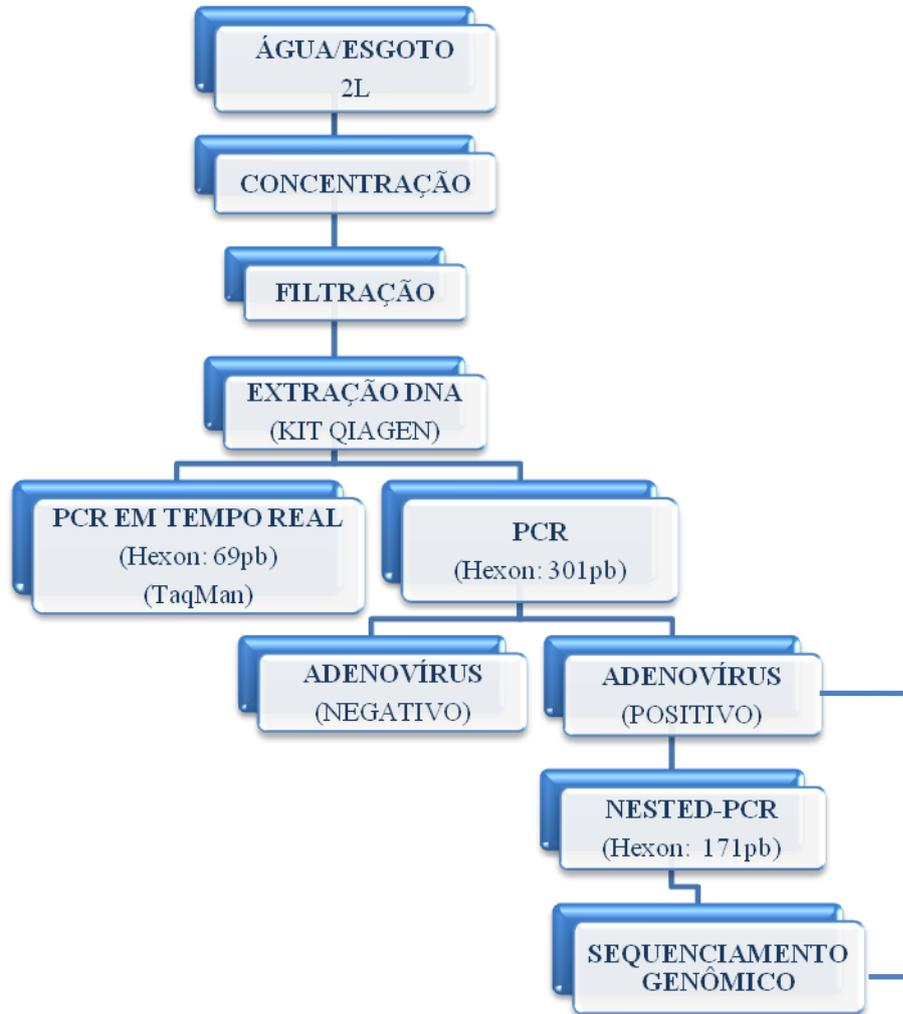 ÁGUA/ESGOTO
2L
CONCENTRAÇÃO
FILTRAÇÃO
EXTRAÇÃO DNA
(KIT QIAGEN)
PCR EM TEMPO REAL
(Hexon: 69pb)
(TaqMan)
PCR
(Hexon: 301pb)
ADENOVÍRUS
(NEGATIVO)
ADENOVÍRUS
(POSITIVO)
NESTED-PCR
(Hexon: 171pb)
SEQUENCIAMENTO
GENÔMICO